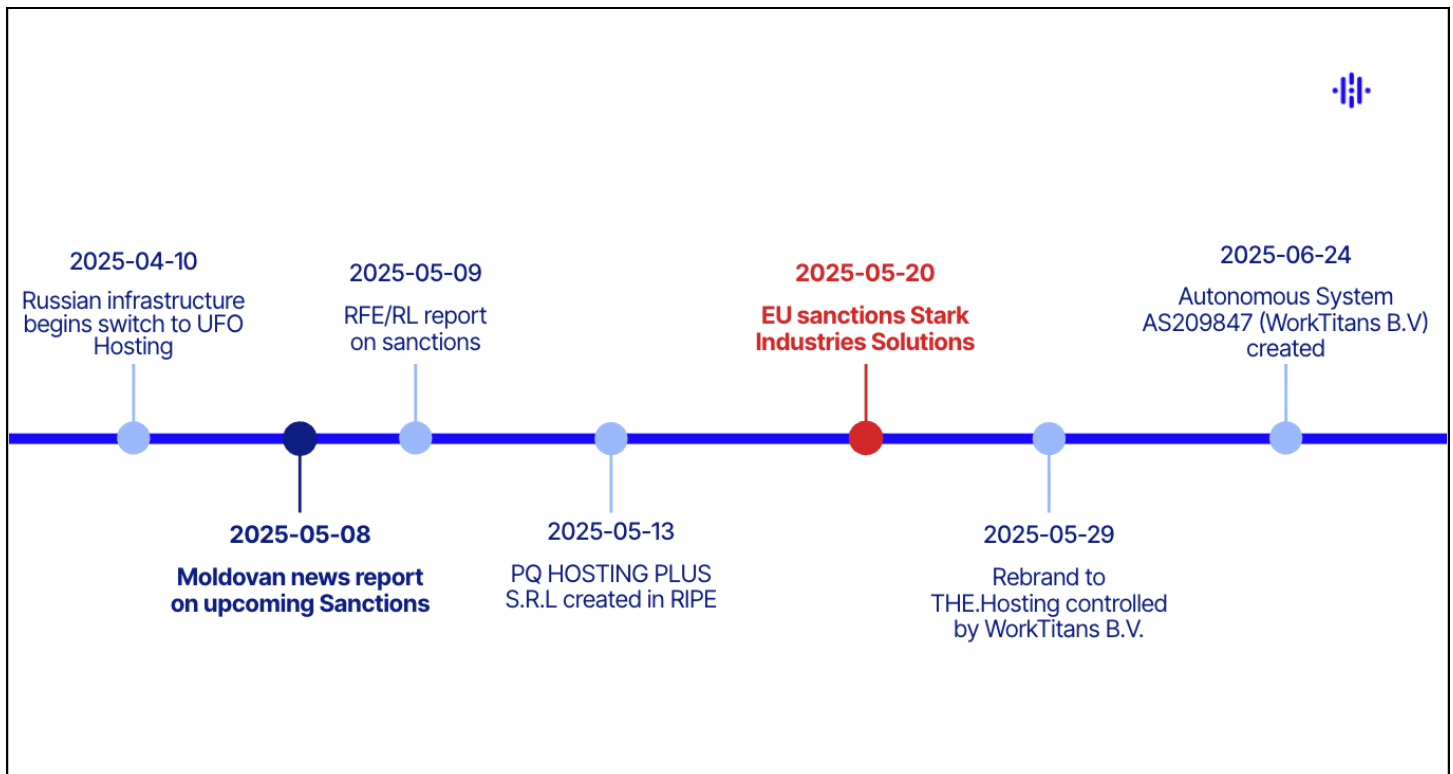 2025-04-10
Russian infrastructure
begins switch to UFO
Hosting
2025-05-08
Moldovan news report
on upcoming Sanctions
2025-05-09
RFE/RL report
on sanctions
2025-05-13
PQ HOSTING PLUS
S.R.L created in RIPE
2025-05-20
EU sanctions Stark
Industries Solutions
2025-05-29
Rebrand to
THE.Hosting controlled
by WorkTitans B.V.
2025-06-24
Autonomous System
AS209847 (WorkTitans B.V)
created